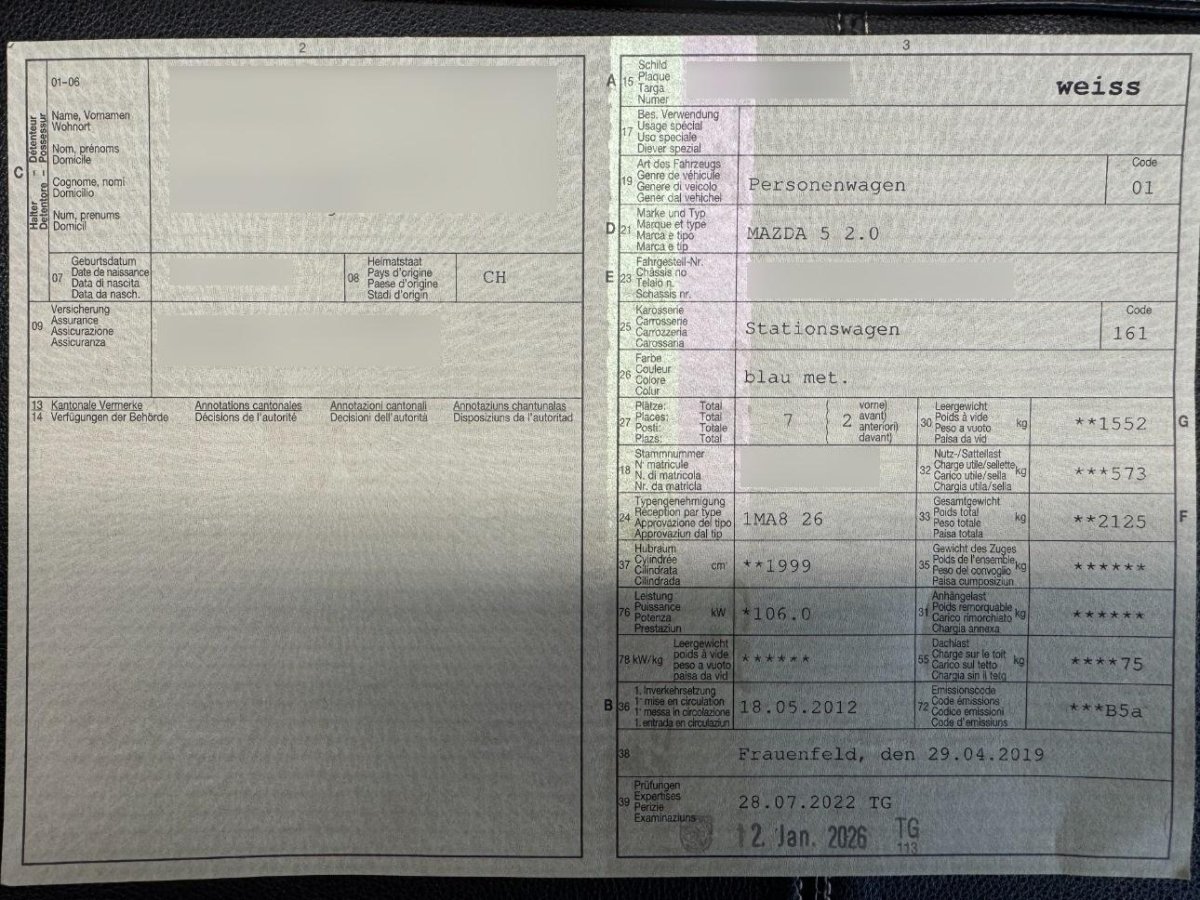 2
01-06
Halter - Détenteur
Detentore - Possessur
Name, Vornamen
Wohnort
Nom, prénoms
Domicile
C
Cognome, nomi
Domicilio
Num, prenums
Domicil
07
Geburtsdatum
Date de naissance
Data di nascita
Data da nasch.
08
Heimatstaat
Pays d'origine
Paese d'origine
Stadi d'origin
CH
09
Versicherung
Assurance
Assicurazione
Assicuranza
13 Kantonale Vermerke Annotations cantonales Annotazioni cantonali Annotaziuns chantunalas
14 Verfügungen der Behörde Décisions de l'autorité Decisioni dell'autorità Disposiziuns da l'autoritad
3
A 15
Schild
Plaque
Targa
Numer
weiss
17
Bes. Verwendung
Usage spécial
Uso speciale
Diever spezial
19
Art des Fahrzeugs
Genre de véhicule
Genere di veicolo
Gener dal vehichel
Personenwagen
Code
01
D 21
Marke und Typ
Marque et type
Marca e tipo
Marca e tip
MAZDA 5 2.0
E 23
Fahrgestell-Nr.
Châssis no
Telaio n.
Schassis nr.
25
Karosserie
Carrosserie
Carrozzeria
Carossaria
Stationswagen
Code
161
26
Farbe
Couleur
Colore
Colur
blau met.
27
Plätze: Total
Places: Total
Posti: Totale
Plazs: Total
7
2
vorne)
avant)
anteriori)
davant)
30
Leergewicht
Poids à vide
Peso a vuoto
Paisa da vid
kg
**1552
G
18
Stammnummer
N° matricule
N. di matricola
Nr. da matricla
32
Nutz-/Sattellast
Charge utile/sellette
Carico utile/sella
Chargia utila/sella
kg
***573
24
Typengenehmigung
Réception par type
Approvazione del tipo
Approvaziun dal tip
1MA8 26
33
Gesamtgewicht
Poids total
Peso totale
Paisa totala
kg
**2125
F
37
Hubraum
Cylindrée
Cilindrata
Cilindrada
cm³
**1999
35
Gewicht des Zuges
Poids de l'ensemble
Peso del convoglio
Paisa cumposiziun
kg
******
76
Leistung
Puissance
Potenza
Prestaziun
kW
*106.0
31
Anhängelast
Poids remorquable
Carico rimorchiato
Chargia annexa
kg
******
78 kW/kg
Leergewicht
poids à vide
peso a vuoto
paisa da vid
******
55
Dachlast
Charge sur le toit
Carico sul tetto
Chargia sin il tetg
kg
****75
B 36
1. Inverkehrsetzung
1re mise en circulation
1a messa in circolazione
1. entrada en circulaziun
18.05.2012
72
Emissionscode
Code émissions
Codice emissioni
Code d'emissiuns
***B5a
38
Frauenfeld, den 29.04.2019
39
Prüfungen
Expertises
Perizie
Examinaziuns
28.07.2022 TG
12. Jan. 2026 TG
113